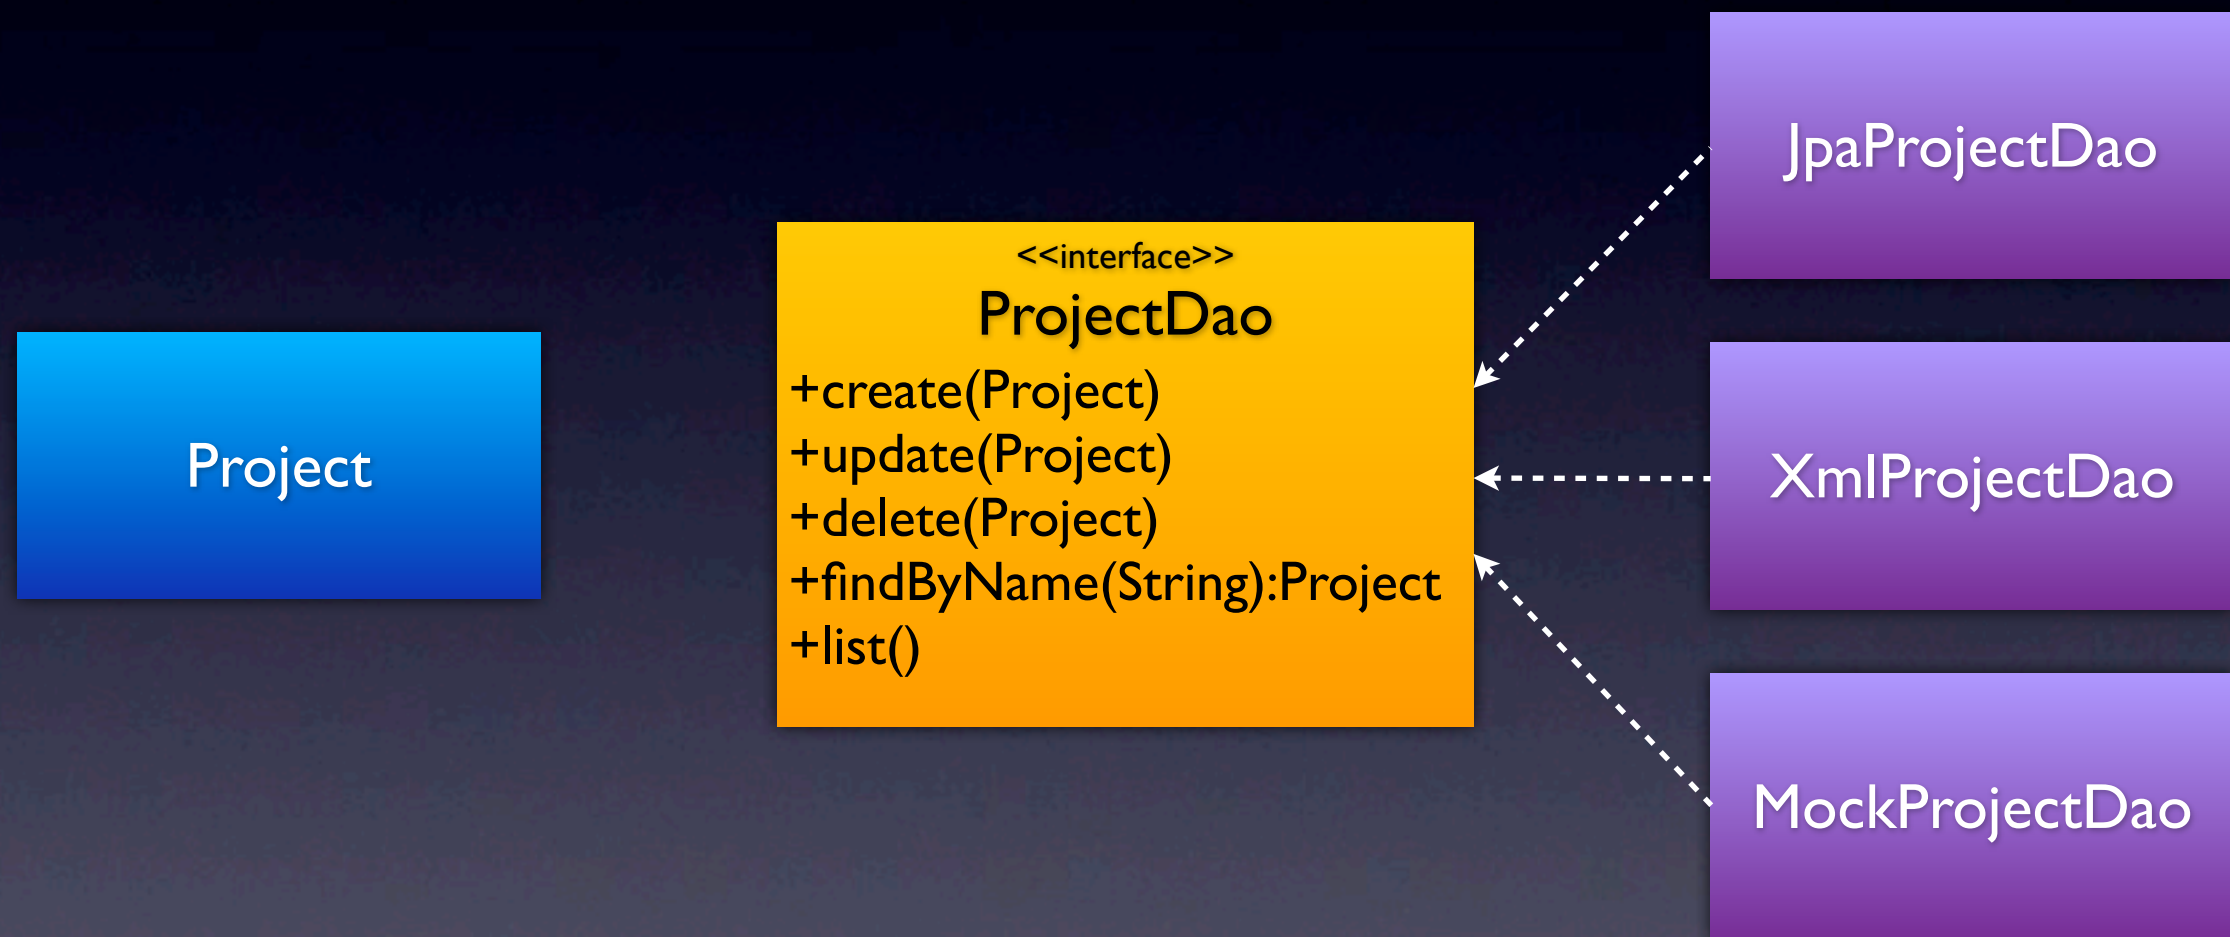 Project
<<interface>>
ProjectDao
+create(Project)
+update(Project)
+delete(Project)
+findByName(String):Project
+list()
JpaProjectDao
XmlProjectDao
MockProjectDao